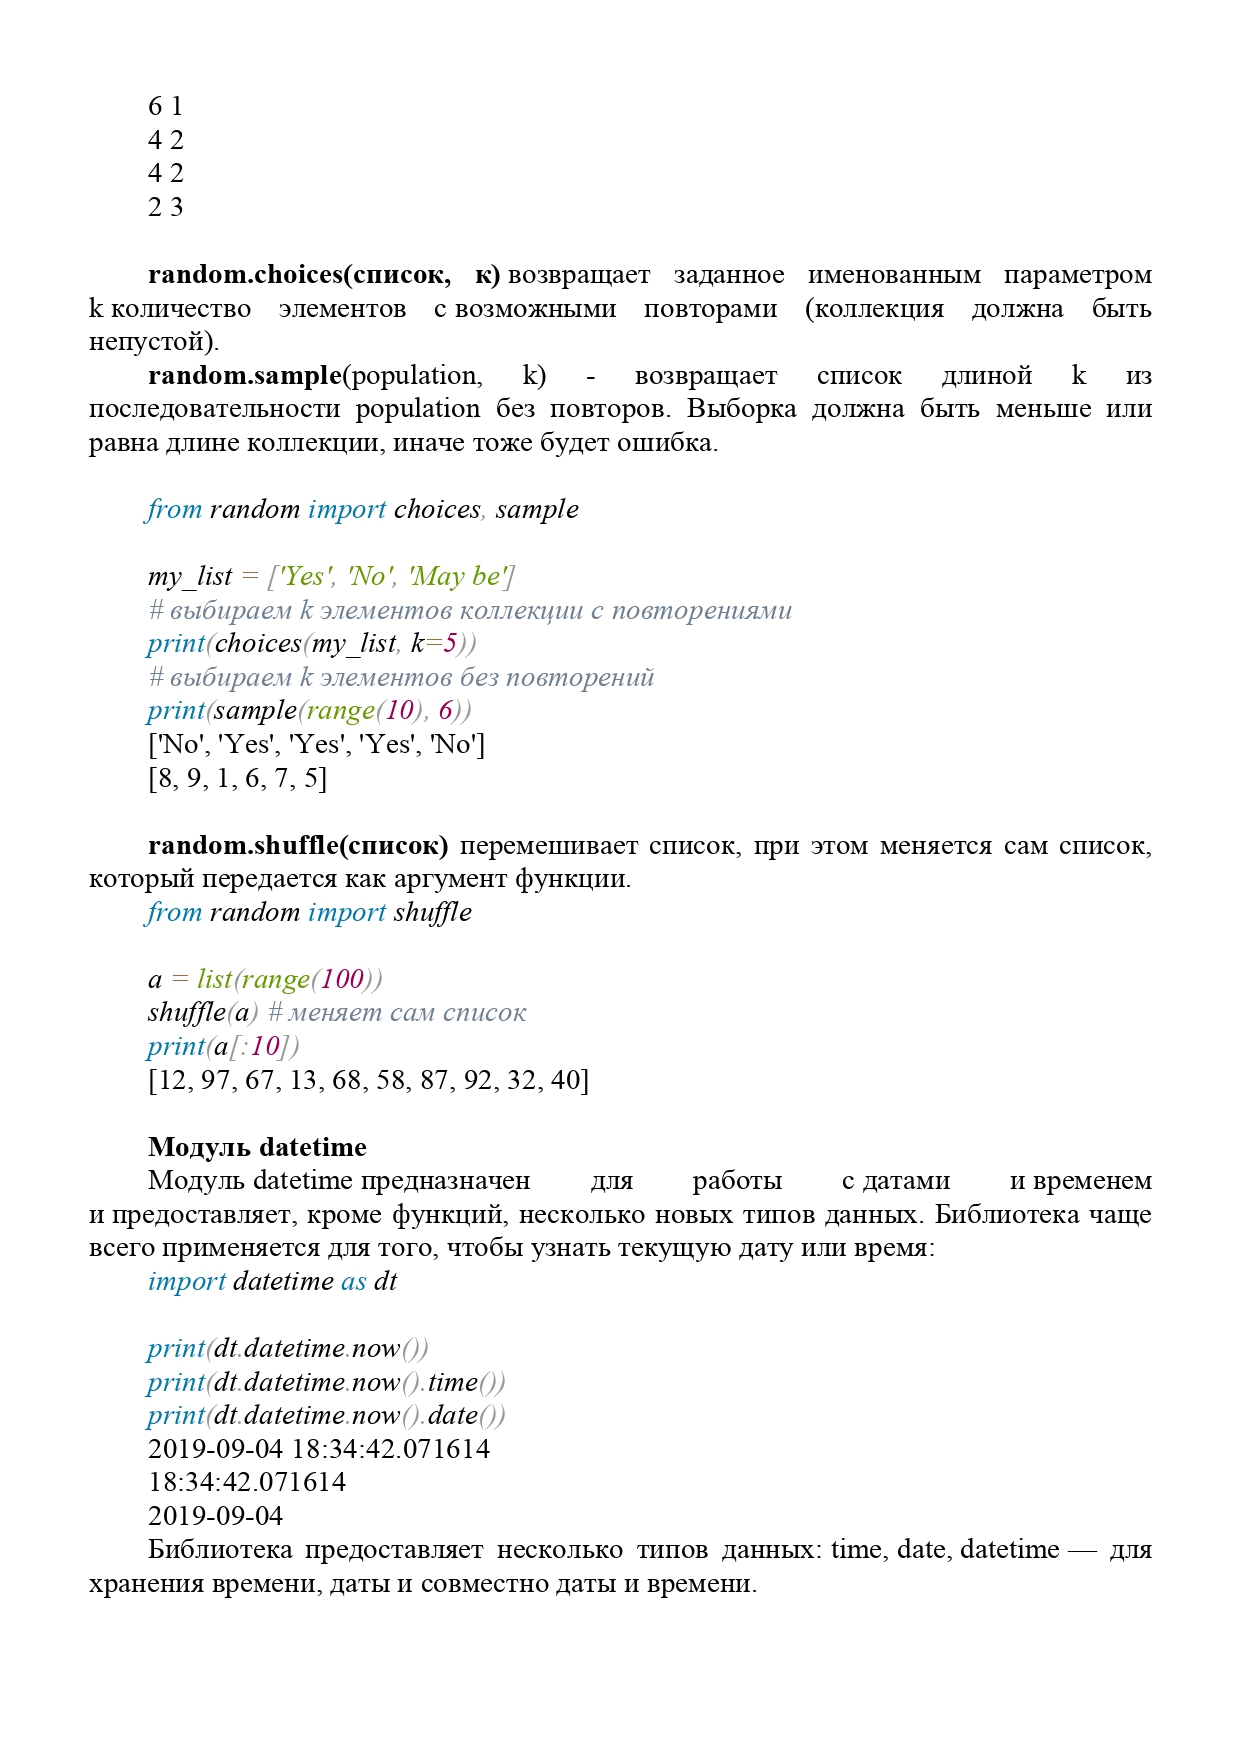 6 1
4 2
4 2
2 3
random.choices(список, к) возвращает заданное именованным параметром
k количество элементов с возможными повторами (коллекция должна быть
непустой).
random.sample(population, k) - возвращает список длиной k из
последовательности population без повторов. Выборка должна быть меньше или
равна длине коллекции, иначе тоже будет ошибка.
from random import choices, sample
my_list = ['Yes', 'No', 'May be']
# выбираем k элементов коллекции с повторениями
print(choices(my_list, k=5))
# выбираем k элементов без повторений
print(sample(range(10), 6))
['No', 'Yes', 'Yes', 'Yes', 'No']
[8, 9, 1, 6, 7, 5]
random.shuffle(список) перемешивает список, при этом меняется сам список,
который передается как аргумент функции.
from random import shuffle
a = list(range(100))
shuffle(a) # меняет сам список
print(a[:10])
[12, 97, 67, 13, 68, 58, 87, 92, 32, 40]
Модуль datetime
Модуль datetime предназначен для работы с датами и временем
и предоставляет, кроме функций, несколько новых типов данных. Библиотека чаще
всего применяется для того, чтобы узнать текущую дату или время:
import datetime as dt
print(dt.datetime.now())
print(dt.datetime.now().time())
print(dt.datetime.now().date())
2019-09-04 18:34:42.071614
18:34:42.071614
2019-09-04
Библиотека предоставляет несколько типов данных: time, date, datetime — для
хранения времени, даты и совместно даты и времени.